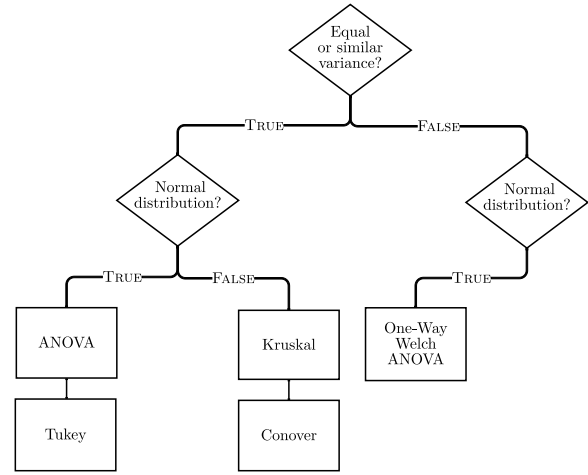 Equal
or similar
variance?
TRUE
FALSE
Normal
distribution?
Normal
distribution?
TRUE
FALSE
TRUE
ANOVA
Kruskal
One-Way
Welch
ANOVA
Tukey
Conover